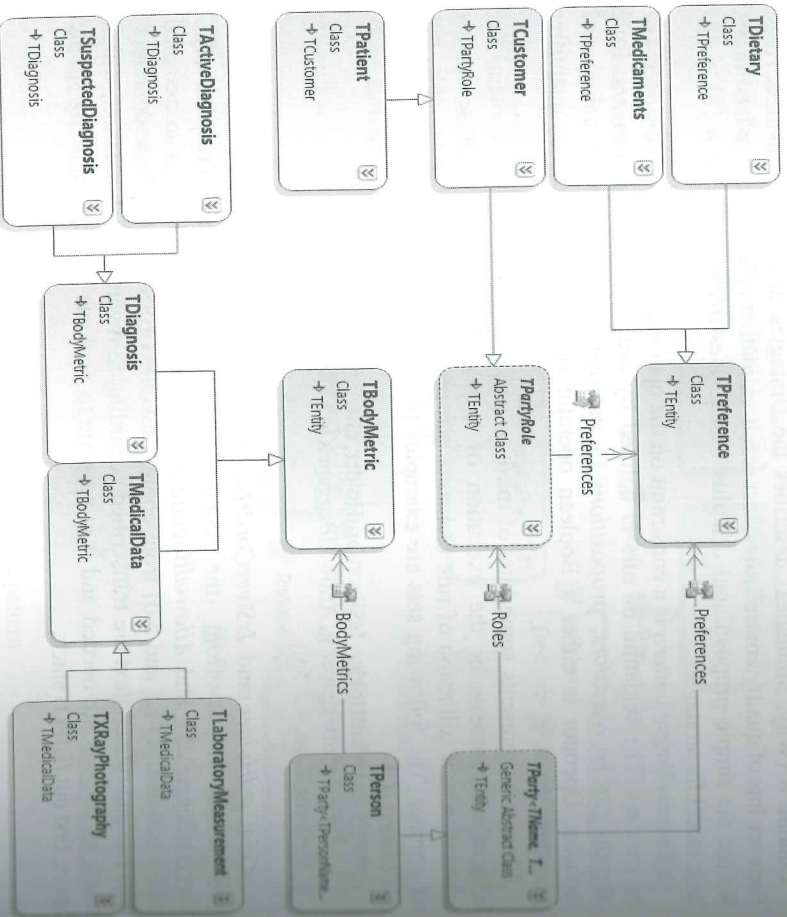 TDietary
Class
→ TPreference
TMedicaments
Class
→ TPreference
TCustomer
Class
→ TPartyRole
TPatient
Class
→ TCustomer
TActiveDiagnosis
Class
→ TDiagnosis
TSuspectedDiagnosis
Class
→ TDiagnosis
TPreference
Class
→ TEntity
Preferences
TPartyRole
Abstract Class
→ TEntity
TBodyMetric
Class
→ TEntity
TDiagnosis
Class
→ TBodyMetric
TMedicalData
Class
→ TBodyMetric
Preferences
Roles
BodyMetrics
TParty<TName, T...
Generic Abstract Class
→ TEntity
TPerson
Class
→ TParty<TPersonName...
TLaboratoryMeasurement
Class
→ TMedicalData
TXRayPhotography
Class
→ TMedicalData